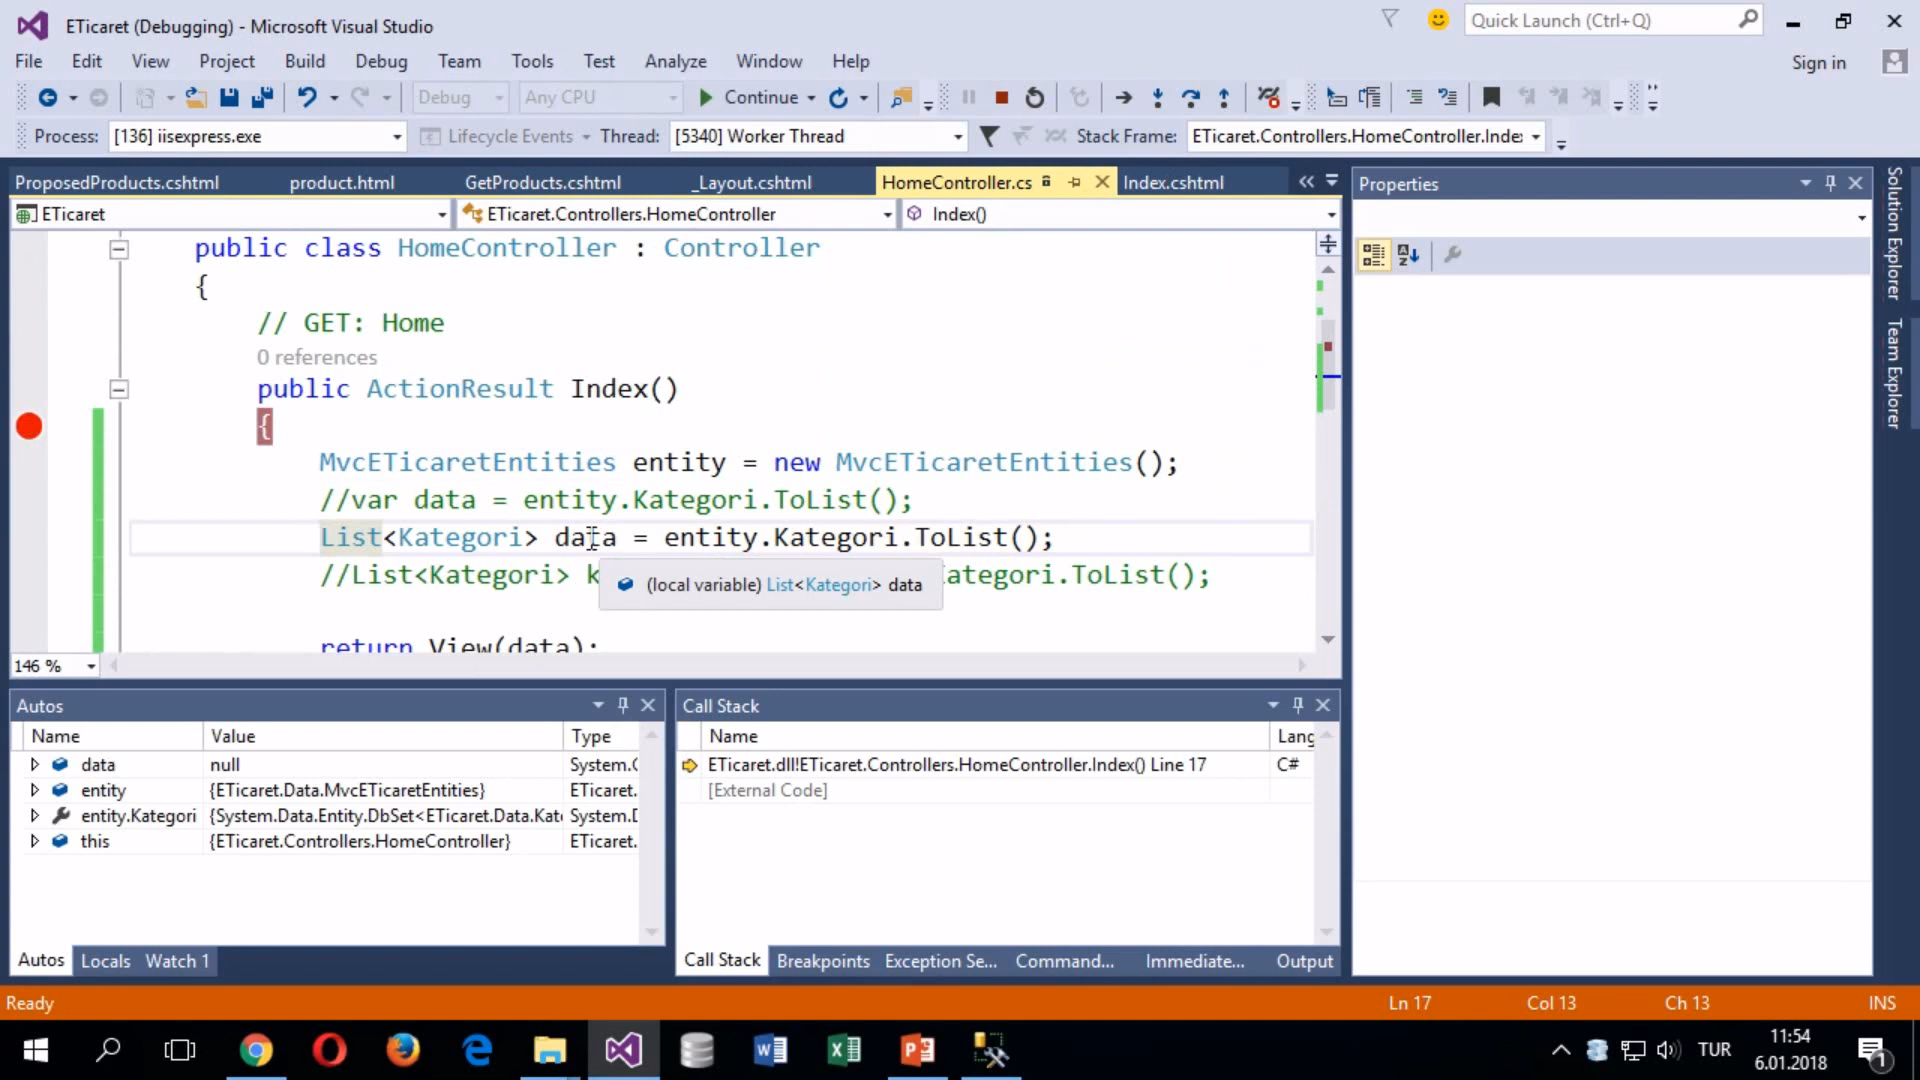 ETicaret (Debugging) - Microsoft Visual Studio
Quick Launch (Ctrl+Q)
File Edit View Project Build Debug Team Tools Test Analyze Window Help
Sign in
Debug Any CPU Continue
Process: [136] iisexpress.exe Lifecycle Events Thread: [5340] Worker Thread Stack Frame: ETicaret.Controllers.HomeController.Index
ProposedProducts.cshtml product.html GetProducts.cshtml _Layout.cshtml HomeController.cs Index.cshtml
ETicaret ETicaret.Controllers.HomeController Index()
public class HomeController : Controller
{
// GET: Home
0 references
public ActionResult Index()
{
MvcETicaretEntities entity = new MvcETicaretEntities();
//var data = entity.Kategori.ToList();
List<Kategori> data = entity.Kategori.ToList();
//List<Kategori> k ategori.ToList();
(local variable) List<Kategori> data
return View(data);
146 %
Properties
Solution Explorer
Team Explorer
Autos
Name Value Type
data null System.C
entity {ETicaret.Data.MvcETicaretEntities} ETicaret.
entity.Kategori {System.Data.Entity.DbSet<ETicaret.Data.Kat System.D
this {ETicaret.Controllers.HomeController} ETicaret.
Autos Locals Watch 1
Call Stack
Name Lang
ETicaret.dll!ETicaret.Controllers.HomeController.Index() Line 17 C#
[External Code]
Call Stack Breakpoints Exception Se... Command... Immediate... Output
Ready Ln 17 Col 13 Ch 13 INS
TUR
11:54
6.01.2018
1